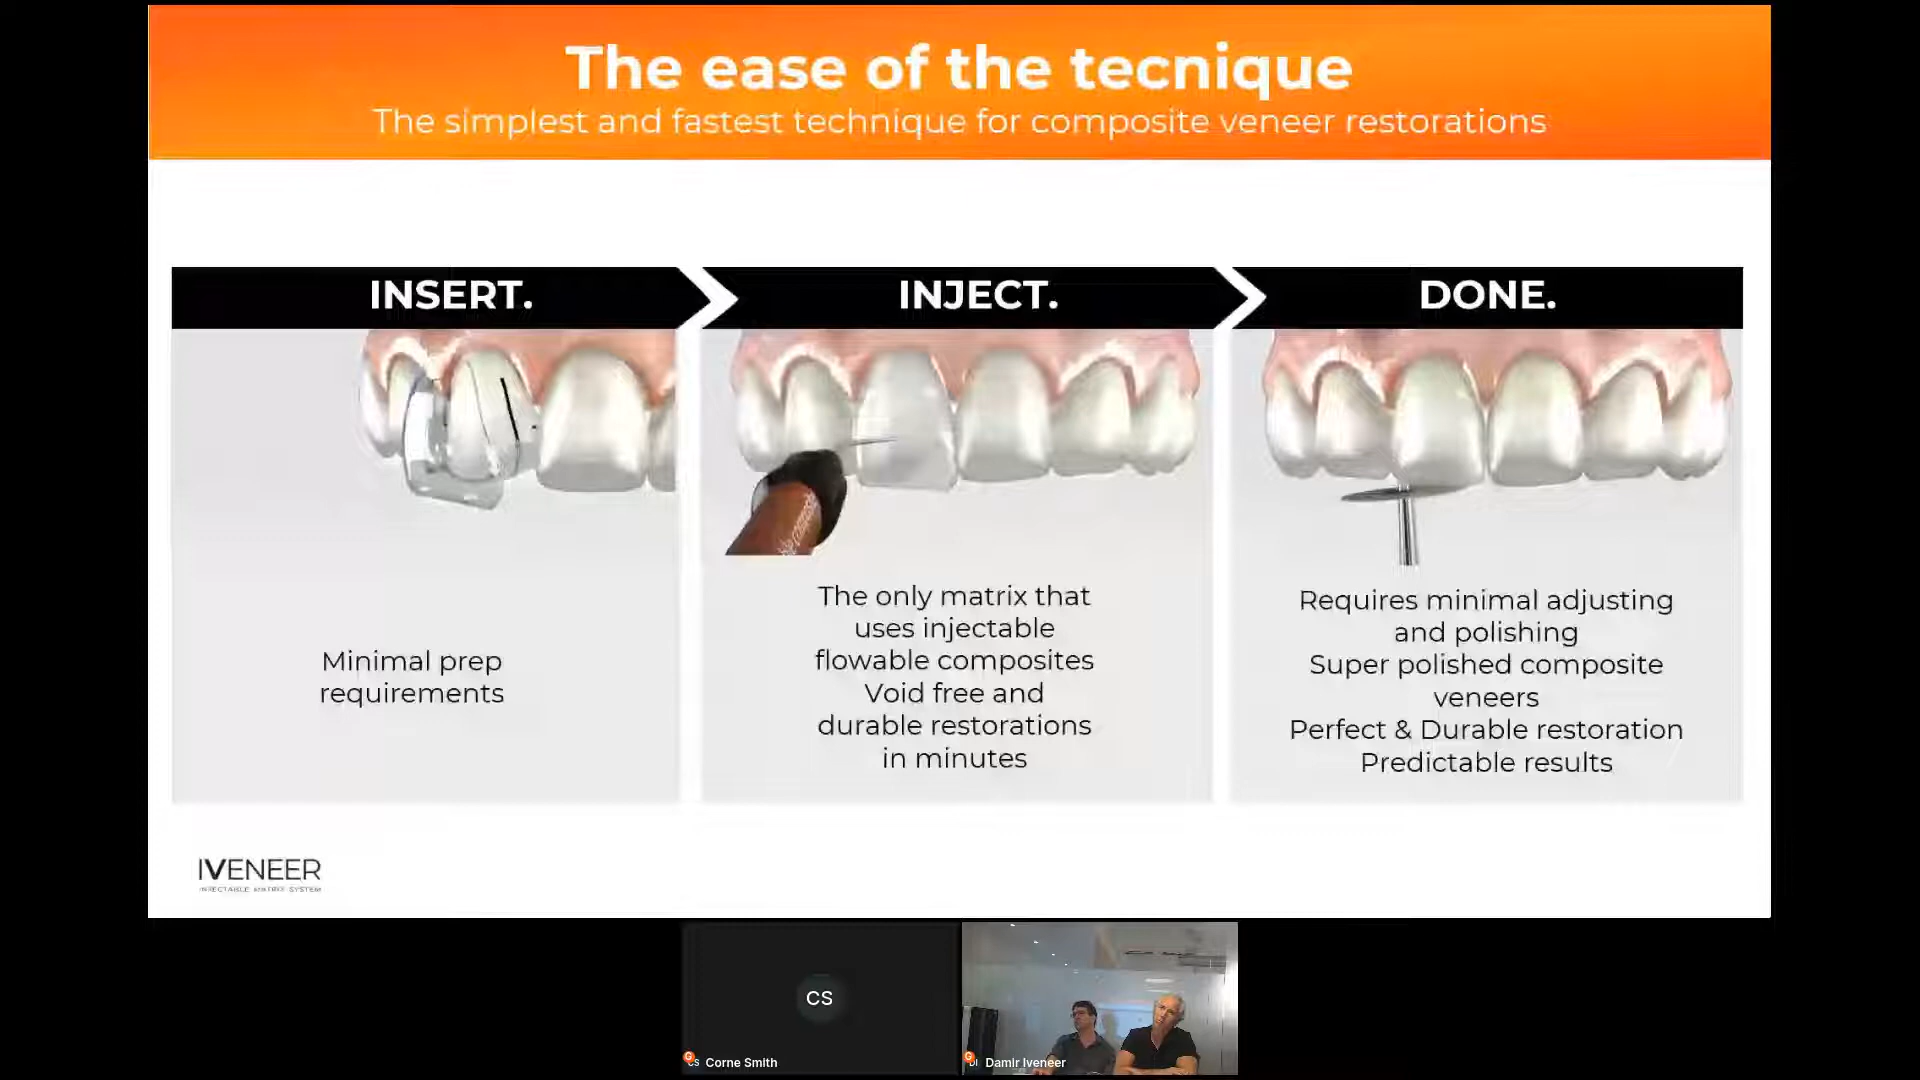 The ease of the tecnique
The simplest and fastest technique for composite veneer restorations
INSERT.
INJECT.
DONE.
Minimal prep
requirements
The only matrix that
uses injectable
flowable composites
Void free and
durable restorations
in minutes
Requires minimal adjusting
and polishing
Super polished composite
veneers
Perfect & Durable restoration
Predictable results
IVENEER
INJECTABLE MATRIX SYSTEM
CS
G CS Corne Smith
G DI Damir Iveneer